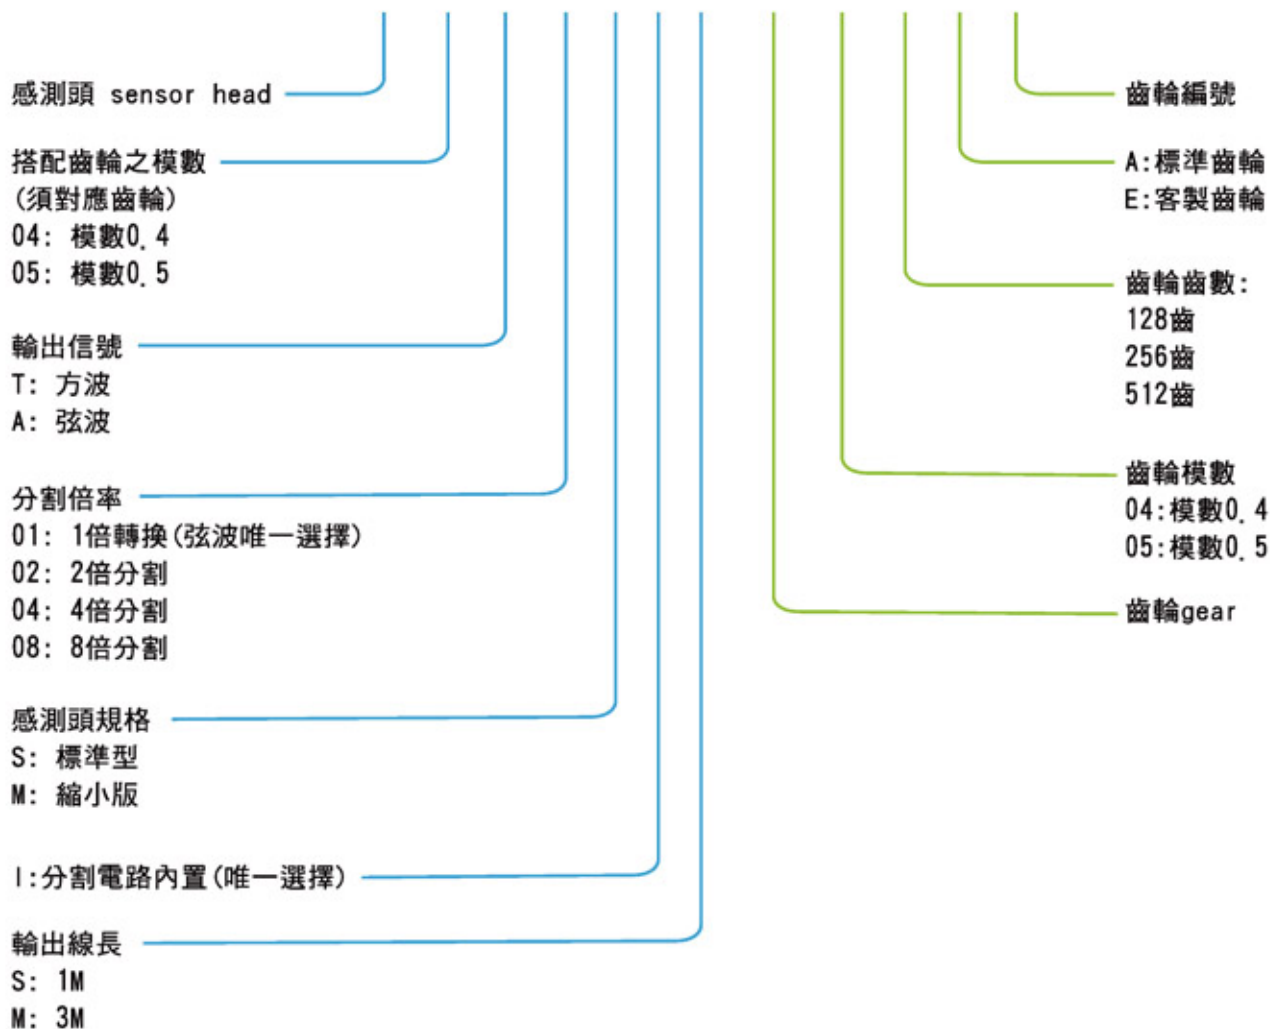 感測頭 sensor head
搭配齒輪之模數
(須對應齒輪)
04: 模數0.4
05: 模數0.5
輸出信號
T: 方波
A: 弦波
分割倍率
01: 1倍轉換(弦波唯一選擇)
02: 2倍分割
04: 4倍分割
08: 8倍分割
感測頭規格
S: 標準型
M: 縮小版
I:分割電路內置(唯一選擇)
輸出線長
S: 1M
M: 3M
齒輪編號
A:標準齒輪
E:客製齒輪
齒輪齒數:
128齒
256齒
512齒
齒輪模數
04:模數0.4
05:模數0.5
齒輪gear